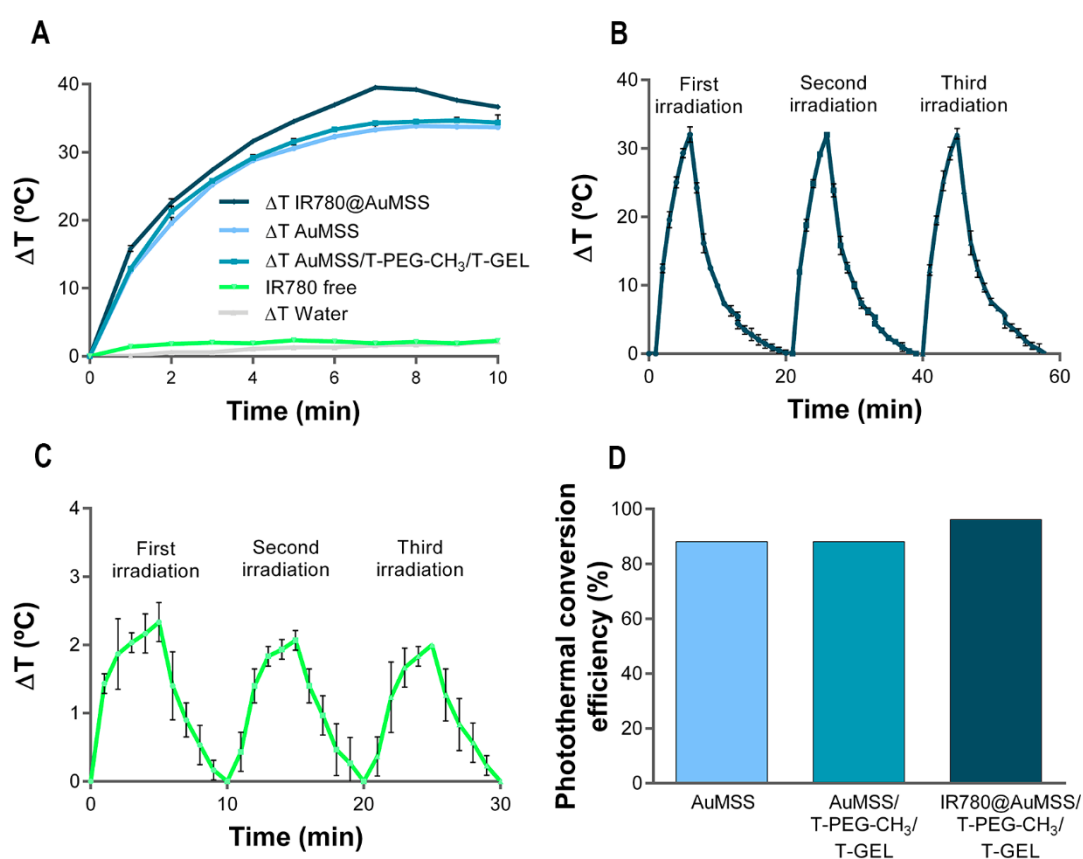 A
ΔT (ºC)
40
30
20
10
0
0
2
4
6
8
10
Time (min)
ΔT IR780@AuMSS
ΔT AuMSS
ΔT AuMSS/T-PEG-CH₃/T-GEL
IR780 free
ΔT Water
B
ΔT (ºC)
40
30
20
10
0
0
20
40
60
Time (min)
First
irradiation
Second
irradiation
Third
irradiation
C
ΔT (ºC)
4
3
2
1
0
0
10
20
30
Time (min)
First
irradiation
Second
irradiation
Third
irradiation
D
Photothermal conversion
efficiency (%)
100
80
60
40
20
0
AuMSS
AuMSS/
T-PEG-CH₃/
T-GEL
IR780@AuMSS/
T-PEG-CH₃/
T-GEL